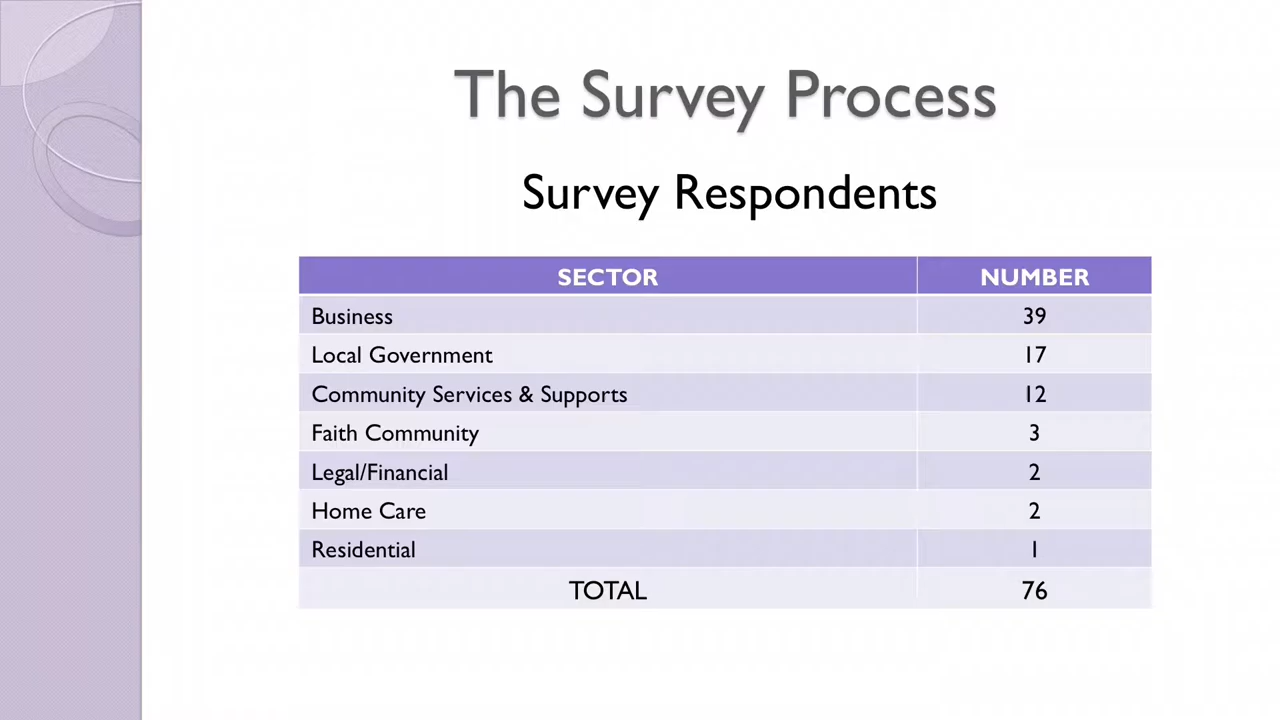 The Survey Process
Survey Respondents
SECTOR NUMBER
Business 39
Local Government 17
Community Services & Supports 12
Faith Community 3
Legal/Financial 2
Home Care 2
Residential 1
TOTAL 76